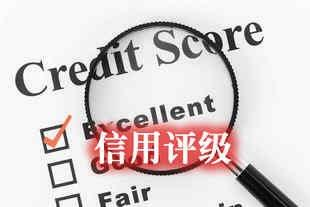 Credit Score
Excellent
信用评级
Fair